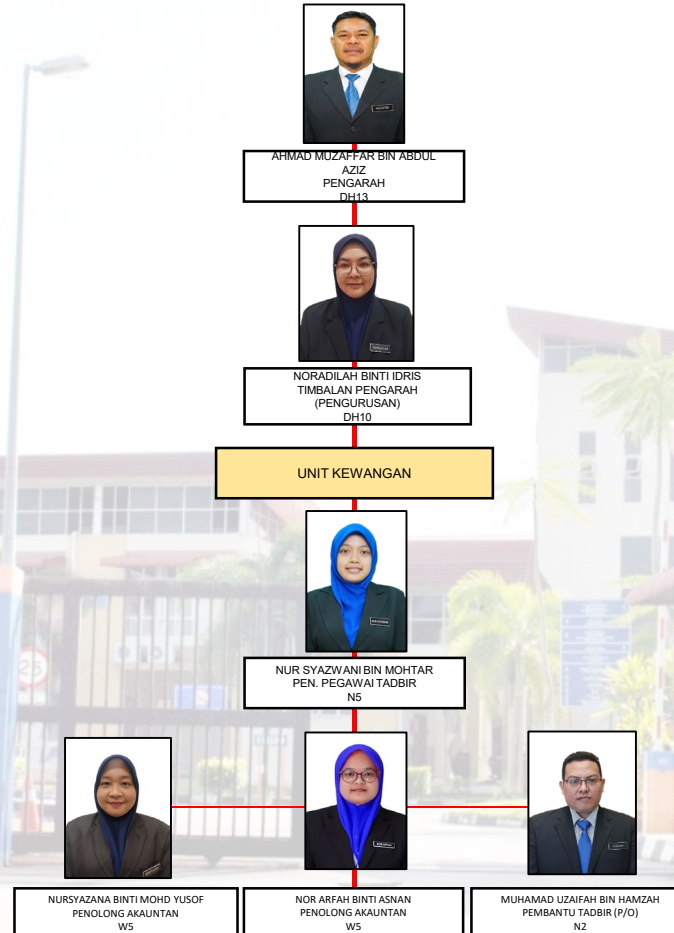 AHMAD MUZAFFAR BIN ABDUL
AZIZ
PENGARAH
DH13
NORADILAH BINTI IDRIS
TIMBALAN PENGARAH
(PENGURUSAN)
DH10
UNIT KEWANGAN
NUR SYAZWANI BIN MOHTAR
PEN. PEGAWAI TADBIR
N5
25
NURSYAZANA BINTI MOHD YUSOF
PENOLONG AKAUNTAN
W5
NOR ARFAH BINTI ASNAN
PENOLONG AKAUNTAN
W5
MUHAMAD UZAIFAH BIN HAMZAH
PEMBANTU TADBIR (P/O)
N2